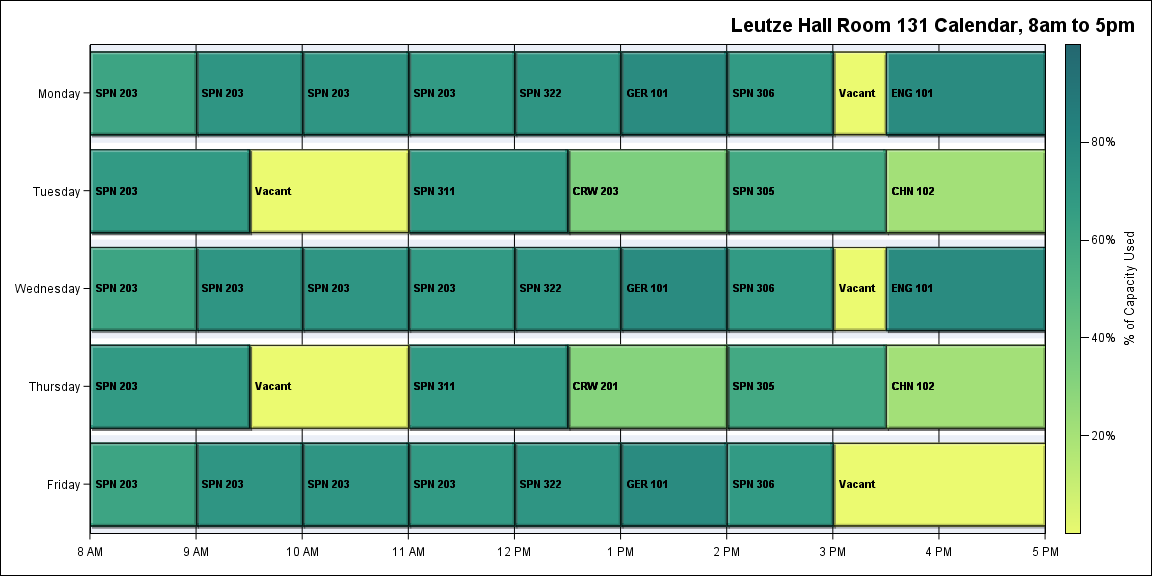 Leutze Hall Room 131 Calendar, 8am to 5pm
Monday
SPN 203
SPN 203
SPN 203
SPN 203
SPN 322
GER 101
SPN 306
Vacant
ENG 101
Tuesday
SPN 203
Vacant
SPN 311
CRW 203
SPN 305
CHN 102
Wednesday
SPN 203
SPN 203
SPN 203
SPN 203
SPN 322
GER 101
SPN 306
Vacant
ENG 101
Thursday
SPN 203
Vacant
SPN 311
CRW 201
SPN 305
CHN 102
Friday
SPN 203
SPN 203
SPN 203
SPN 203
SPN 322
GER 101
SPN 306
Vacant
8 AM
9 AM
10 AM
11 AM
12 PM
1 PM
2 PM
3 PM
4 PM
5 PM
80%
60%
40%
20%
% of Capacity Used